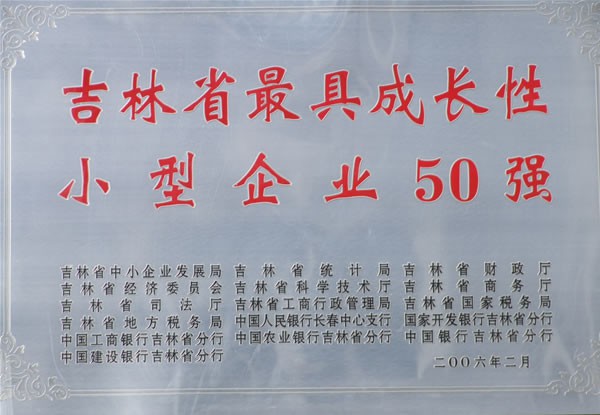 吉林省最具成长性
小型企业50强
吉林省中小企业发展局 吉林省统计局 吉林省财政厅
吉林省经济委员会 吉林省科学技术厅 吉林省商务厅
吉林省司法厅 吉林省工商行政管理局 吉林省国家税务局
吉林省地方税务局 中国人民银行长春中心支行 国家开发银行吉林省分行
中国工商银行吉林省分行 中国农业银行吉林省分行 中国银行吉林省分行
中国建设银行吉林省分行
二〇〇六年二月